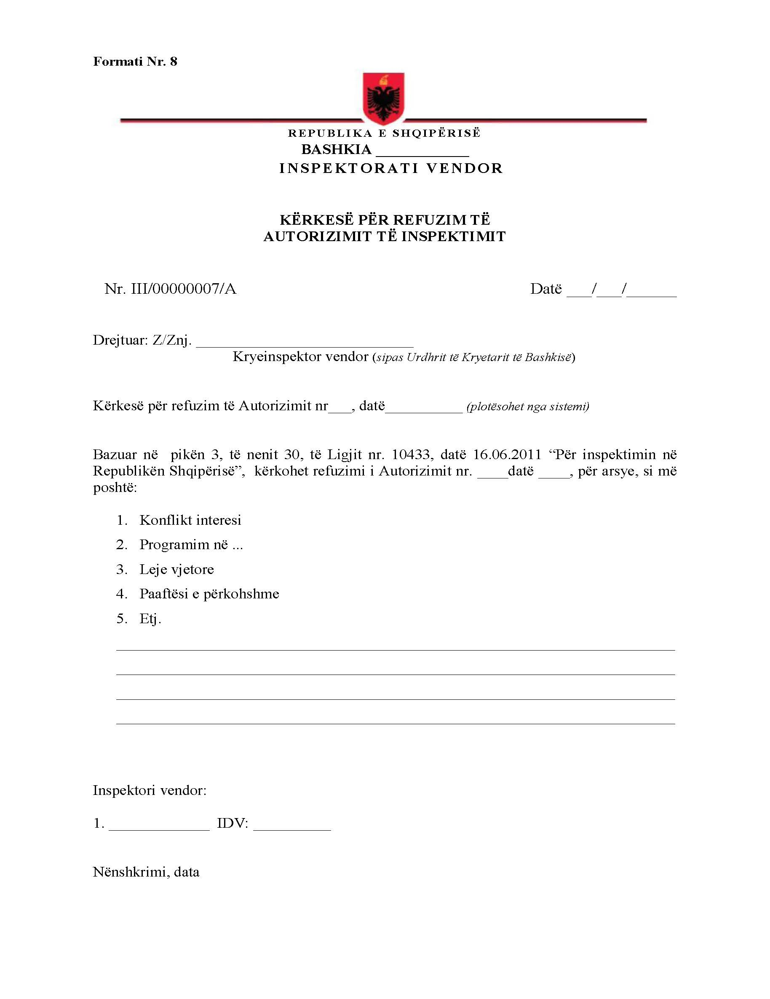 Formati Nr. 8
REPUBLIKA E SHQIPËRISË
BASHKIA ____________
INSPEKTORATI VENDOR
KËRKESË PËR REFUZIM TË
AUTORIZIMIT TË INSPEKTIMIT
Nr. III/00000007/A Datë ___/___/______
Drejtuar: Z/Znj. ____________________________
Kryeinspektor vendor (sipas Urdhrit të Kryetarit të Bashkisë)
Kërkesë për refuzim të Autorizimit nr___, datë__________ (plotësohet nga sistemi)
Bazuar në pikën 3, të nenit 30, të Ligjit nr. 10433, datë 16.06.2011 “Për inspektimin në
Republikën Shqipërisë”, kërkohet refuzimi i Autorizimit nr. ____datë ____, për arsye, si më
poshtë:
1. Konflikt interesi
2. Programim në ...
3. Leje vjetore
4. Paaftësi e përkohshme
5. Etj.
Inspektori vendor:
1. _____________ IDV: __________
Nënshkrimi, data